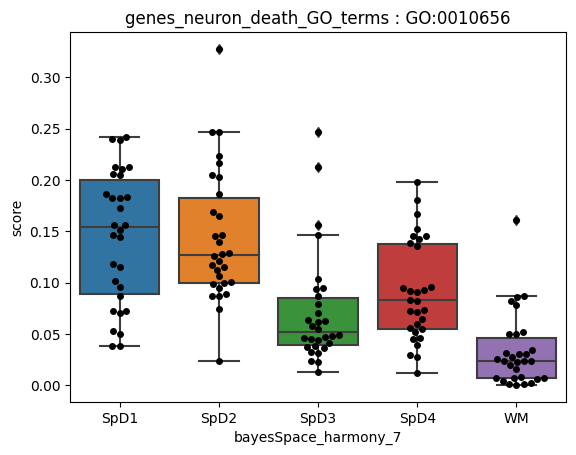 genes_neuron_death_GO_terms : GO:0010656
score
0.30
0.25
0.20
0.15
0.10
0.05
0.00
SpD1 SpD2 SpD3 SpD4 WM
bayesSpace_harmony_7